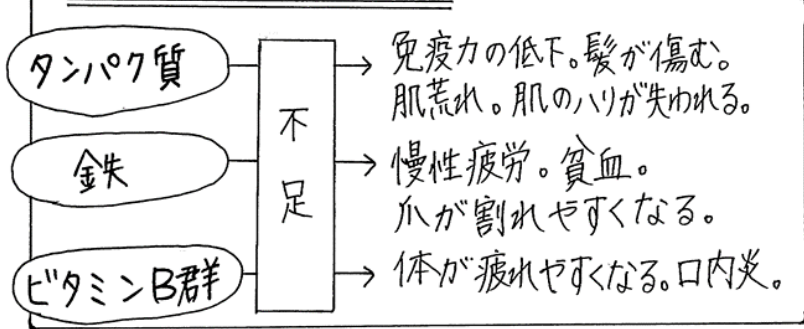 タンパク質
不足
免疫力の低下。髪が傷む。
肌荒れ。肌のハリが失われる。
鉄
慢性疲労。貧血。
爪が割れやすくなる。
ビタミンB群
体が疲れやすくなる。口内炎。